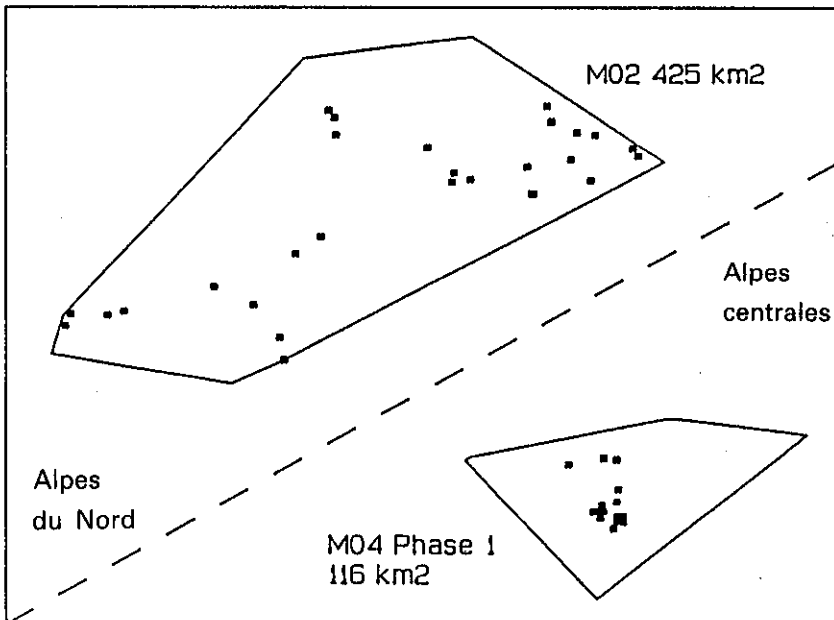 M02 425 km2
Alpes
centrales
Alpes
du Nord
M04 Phase 1
116 km2